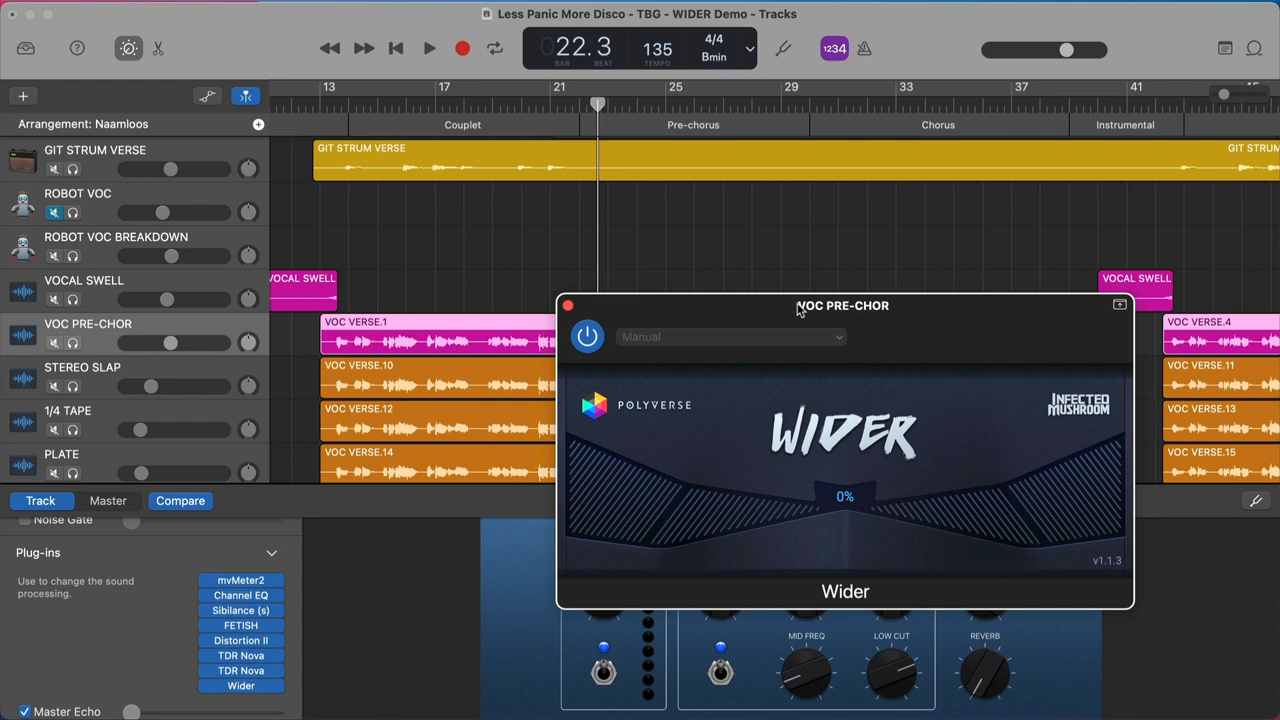 Less Panic More Disco - TBG - WIDER Demo - Tracks
022.3
BAR
BEAT
135
TEMPO
4/4
Bmin
1234
13
17
21
25
29
33
37
41
Arrangement: Naamloos
Couplet
Pre-chorus
Chorus
Instrumental
GIT STRUM VERSE
GIT STRUM VERSE
GIT STRUM
ROBOT VOC
ROBOT VOC BREAKDOWN
VOCAL SWELL
VOCAL SWELL
VOCAL SWELL
VOC PRE-CHOR
VOC VERSE.1
VOC VERSE.4
STEREO SLAP
VOC VERSE.10
VOC VERSE.11
1/4 TAPE
VOC VERSE.12
VOC VERSE.13
PLATE
VOC VERSE.14
VOC VERSE.15
VOC PRE-CHOR
Manual
POLYVERSE
INFECTED
MUSHROOM
WIDER
0%
v1.1.3
Wider
Track
Master
Compare
Noise Gate
Plug-ins
Use to change the sound
processing.
mvMeter2
Channel EQ
Sibilance (s)
FETISH
Distortion II
TDR Nova
TDR Nova
Wider
Master Echo
MID FREQ
LOW CUT
REVERB